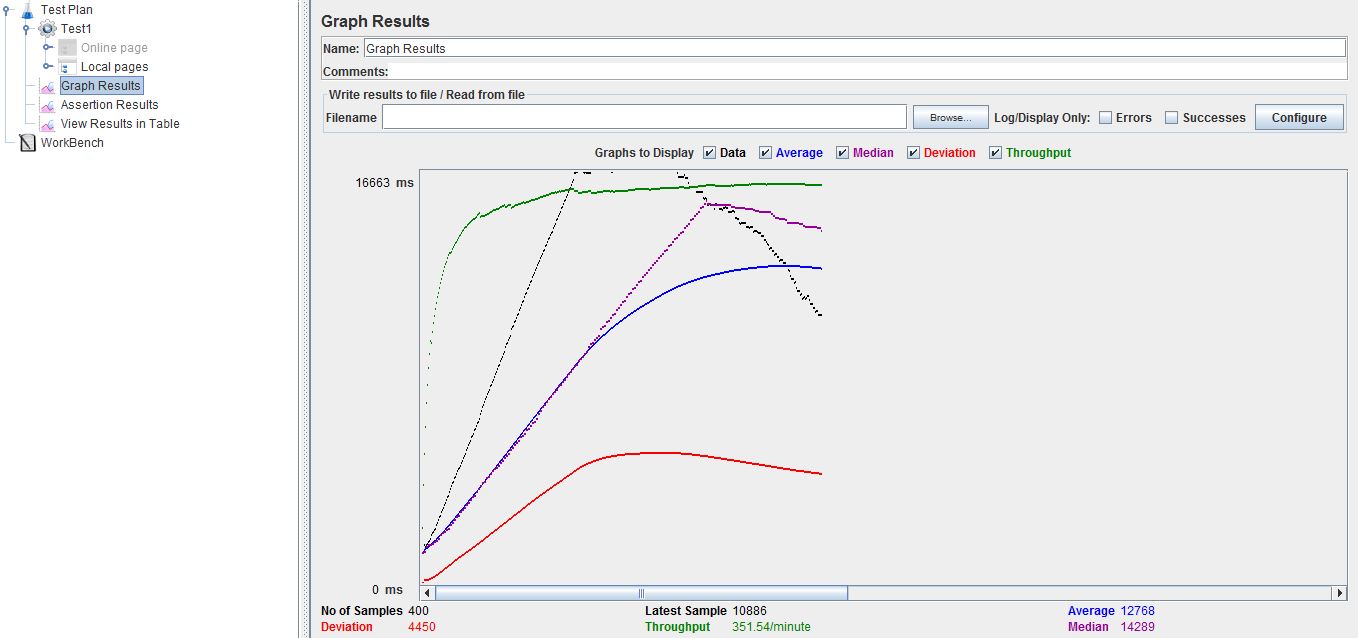 Test Plan
Test1
Online page
Local pages
Graph Results
Assertion Results
View Results in Table
WorkBench
Graph Results
Name: Graph Results
Comments:
Write results to file / Read from file
Filename Browse... Log/Display Only: Errors Successes Configure
Graphs to Display Data Average Median Deviation Throughput
16663 ms
0 ms
No of Samples 400 Latest Sample 10886 Average 12768
Deviation 4450 Throughput 351.54/minute Median 14289